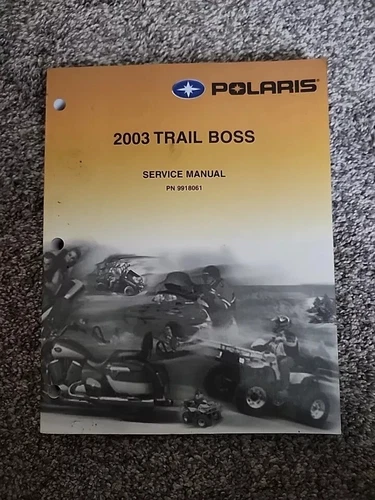 POLARIS
2003 TRAIL BOSS
SERVICE MANUAL
PN 9918061